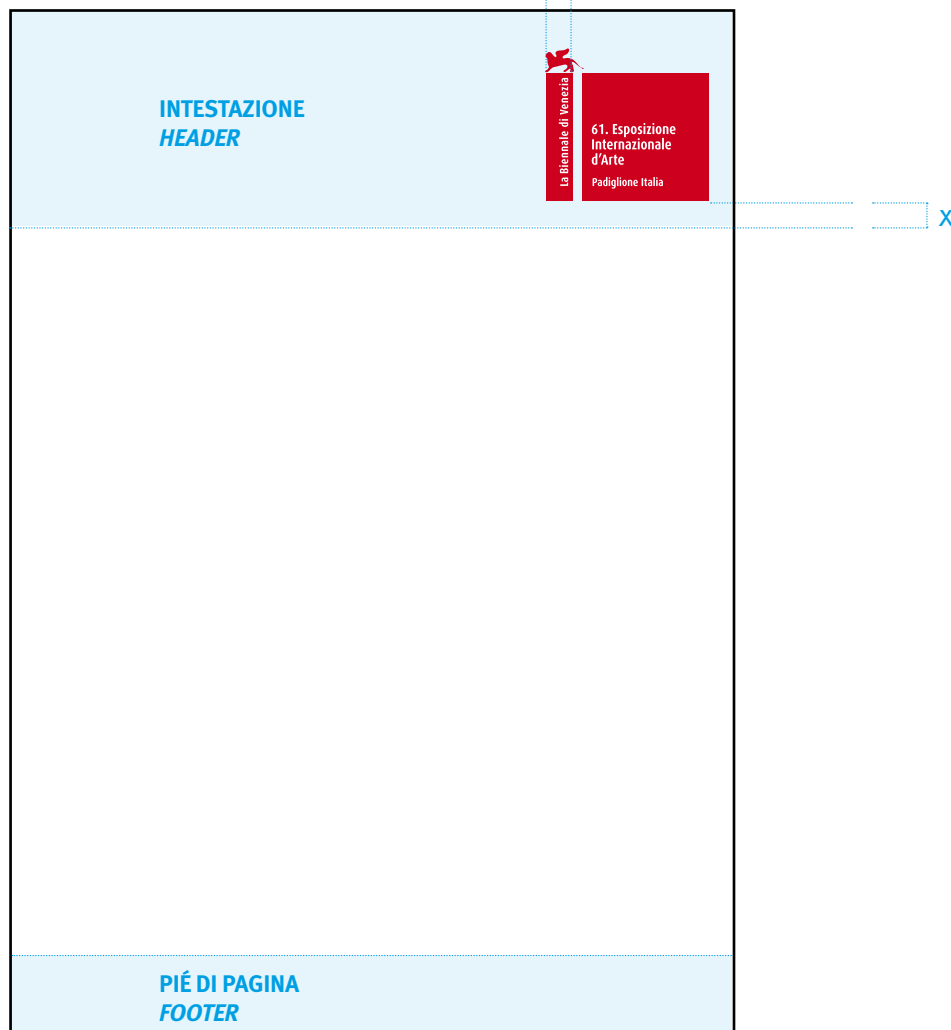 INTESTAZIONE
HEADER
La Biennale di Venezia
61. Esposizione
Internazionale
d'Arte
Padiglione Italia
X
PIÉ DI PAGINA
FOOTER